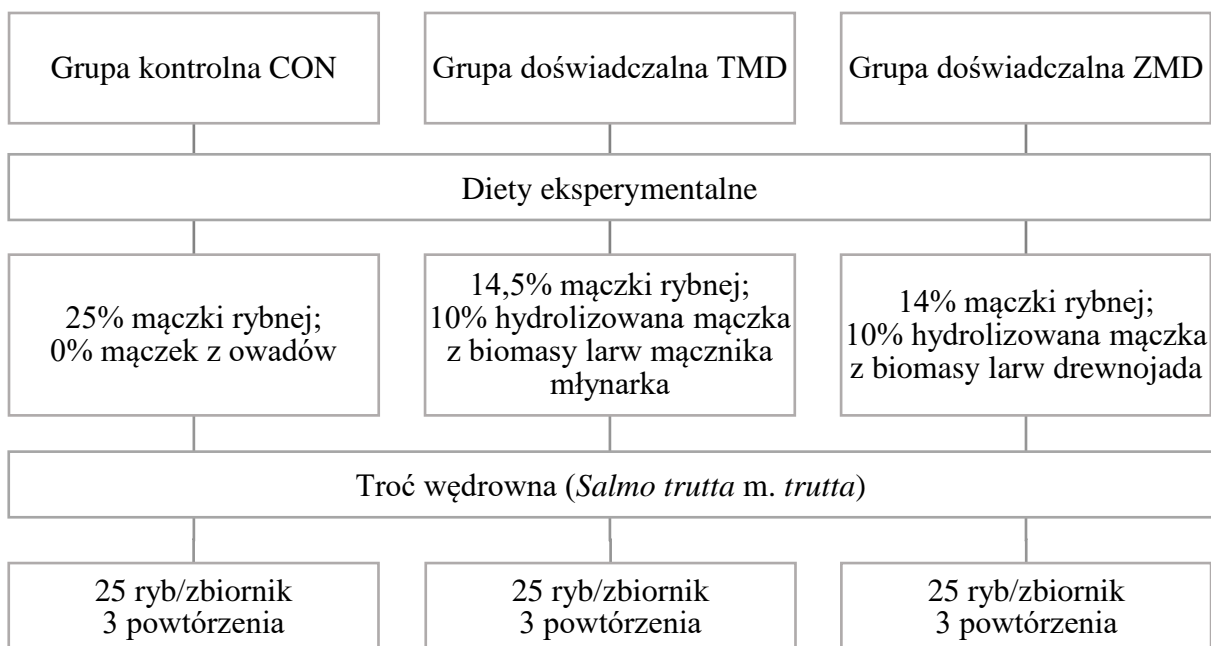 Grupa kontrolna CON
Grupa doświadczalna TMD
Grupa doświadczalna ZMD
Diety eksperymentalne
25% mączki rybnej;
0% mączek z owadów
14,5% mączki rybnej;
10% hydrolizowana mączka
z biomasy larw mącznika
młynarka
14% mączki rybnej;
10% hydrolizowana mączka
z biomasy larw drewnojada
Troć wędrowna (Salmo trutta m. trutta)
25 ryb/zbiornik
3 powtórzenia
25 ryb/zbiornik
3 powtórzenia
25 ryb/zbiornik
3 powtórzenia